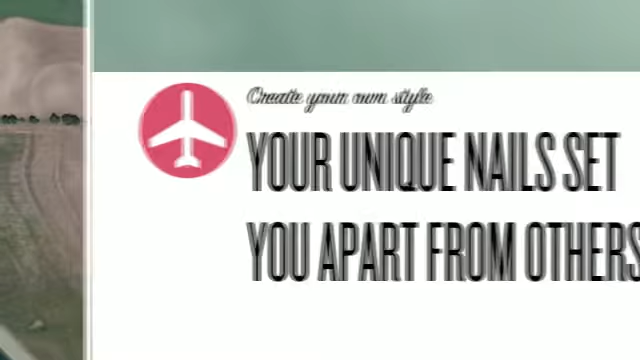 Create your own style
YOUR UNIQUE NAILS SET
YOU APART FROM OTHERS